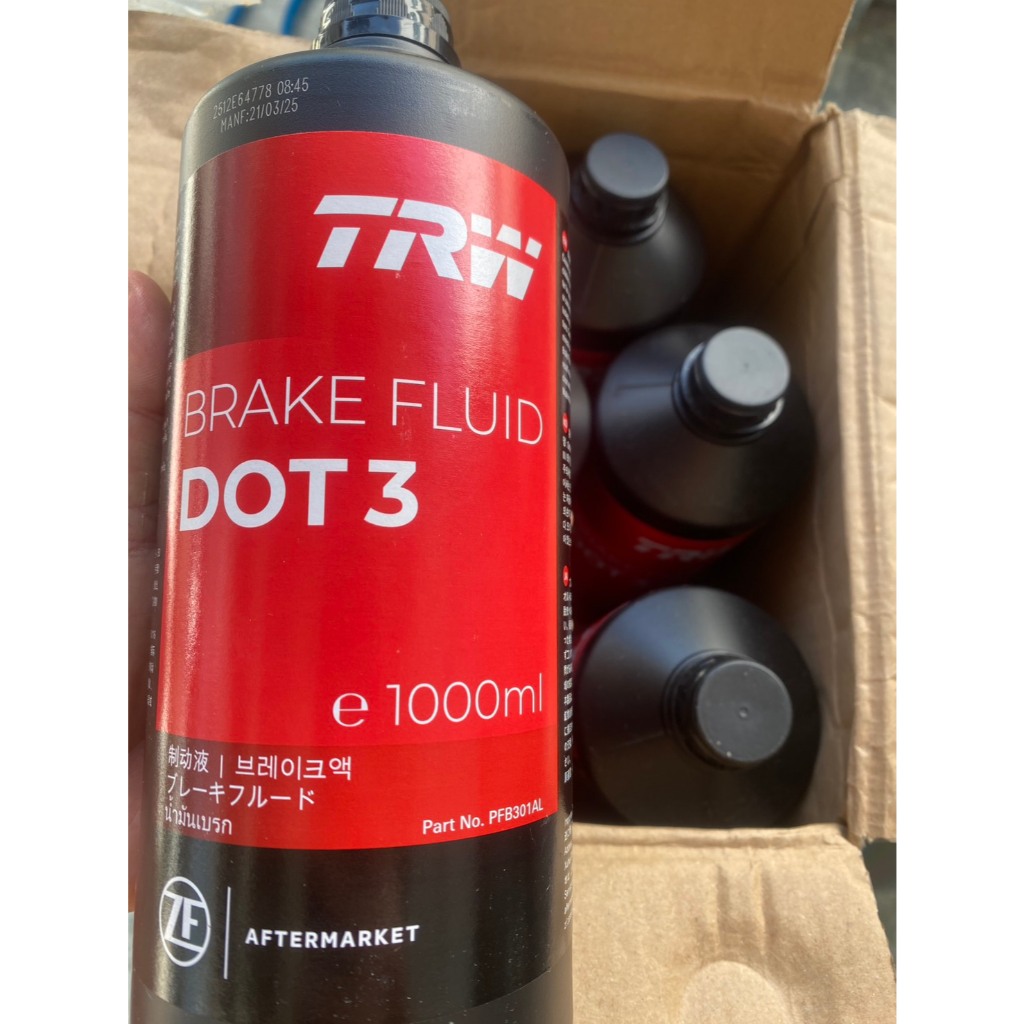 2512E64778 08:45
MANF:21/03/25
TRW
BRAKE FLUID
DOT 3
e 1000ml
制动液 | 브레이크액
ブレーキフルード
น้ำมันเบรก
Part No. PFB301AL
ZF
AFTERMARKET
TRW